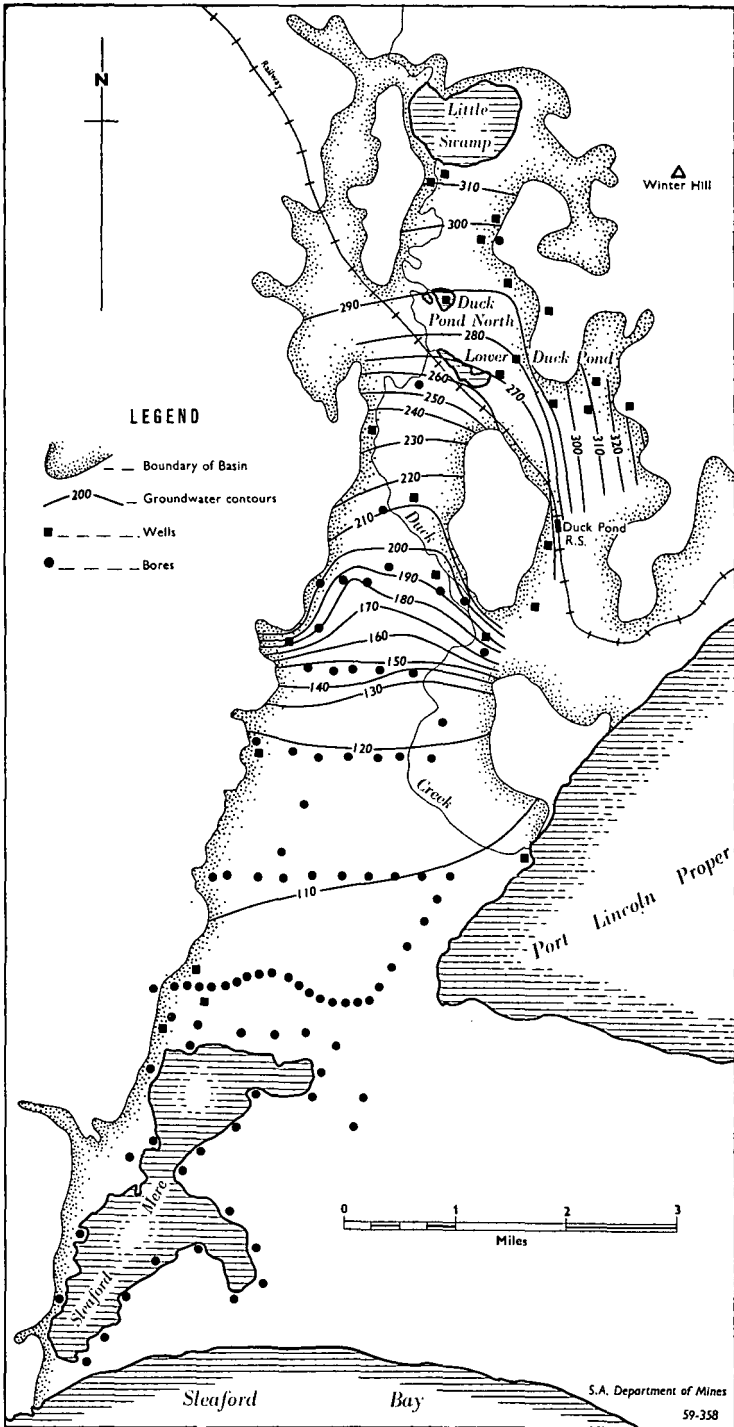 N
Railway
Little
Swamp
Winter Hill
310
300
290
Duck
Pond North
280
Lower Duck Pond
270
260
250
240
230
220
210
300
310
320
LEGEND
Boundary of Basin
200 Groundwater contours
Wells
Bores
Duck
Duck Pond
R.S.
200
190
180
170
160
150
140
130
120
Creek
110
Port Lincoln Proper
0 1 2 3
Miles
Sleaford Mere
Sleaford Bay
S.A. Department of Mines
59-358